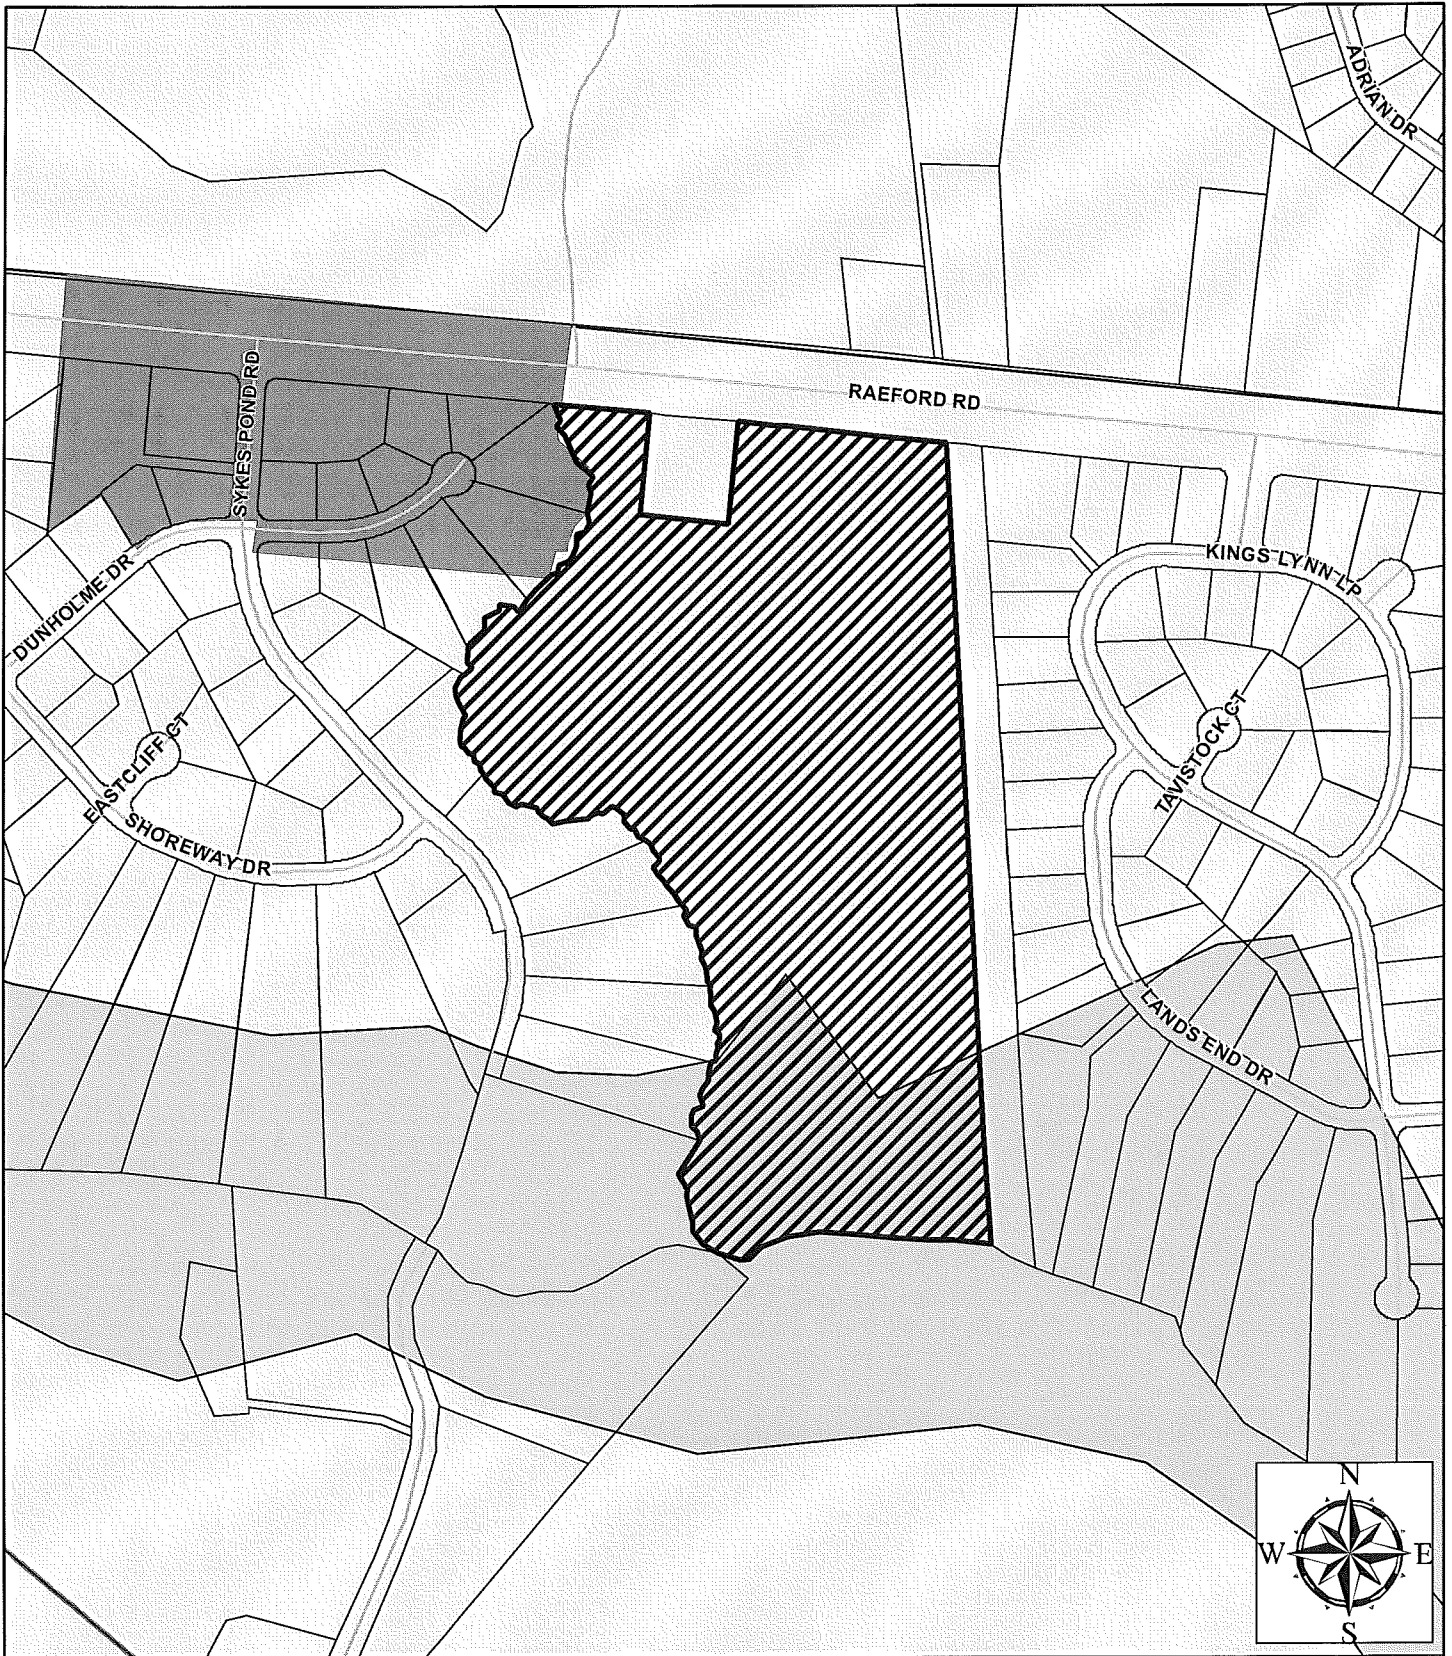 ADRIAN DR
RAEFORD RD
SYKES POND RD
KINGS LYNN LP
DUNHOLME DR
TAVISTOCK CT
EASTCLIFF CT
SHOREWAY DR
LANDS END DR
N
W E
S